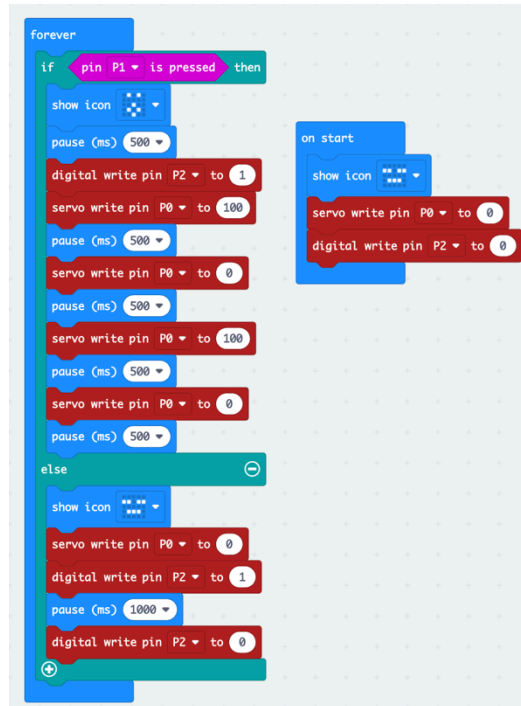 forever
if pin P1 is pressed then
show icon
pause (ms) 500
digital write pin P2 to 1
servo write pin P0 to 100
pause (ms) 500
servo write pin P0 to 0
pause (ms) 500
servo write pin P0 to 100
pause (ms) 500
servo write pin P0 to 0
pause (ms) 500
else
show icon
servo write pin P0 to 0
digital write pin P2 to 1
pause (ms) 1000
digital write pin P2 to 0
on start
show icon
servo write pin P0 to 0
digital write pin P2 to 0